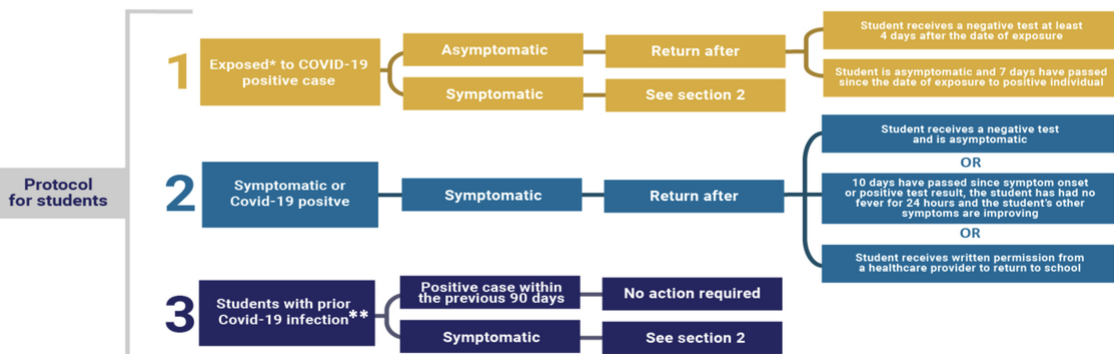 Protocol
for students
1
Exposed* to COVID-19
positive case
Asymptomatic
Return after
Student receives a negative test at least
4 days after the date of exposure
Student is asymptomatic and 7 days have passed
since the date of exposure to positive individual
Symptomatic
See section 2
2
Symptomatic or
Covid-19 positve
Symptomatic
Return after
Student receives a negative test
and is asymptomatic
OR
10 days have passed since symptom onset
or positive test result, the student has had no
fever for 24 hours and the student's other
symptoms are improving
OR
Student receives written permission from
a healthcare provider to return to school
3
Students with prior
Covid-19 infection**
Positive case within
the previous 90 days
No action required
Symptomatic
See section 2